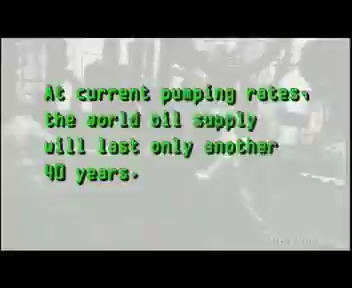 At current pumping rates,
the world oil supply
will last only another
40 years.